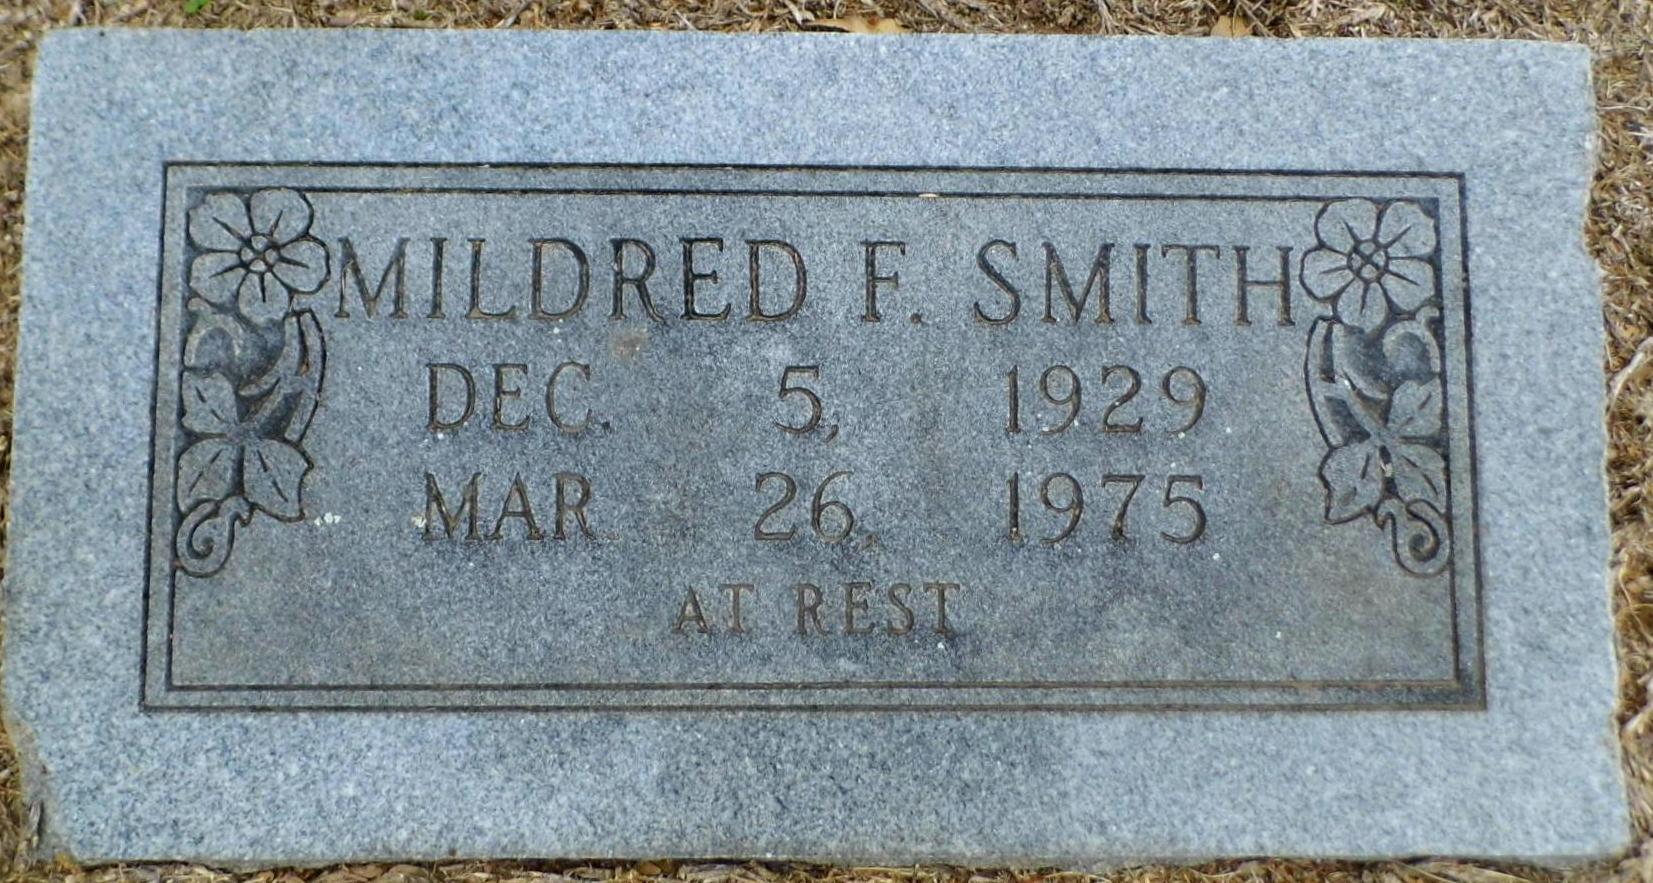 MILDRED F. SMITH
DEC. 5, 1929
MAR. 26, 1975
AT REST